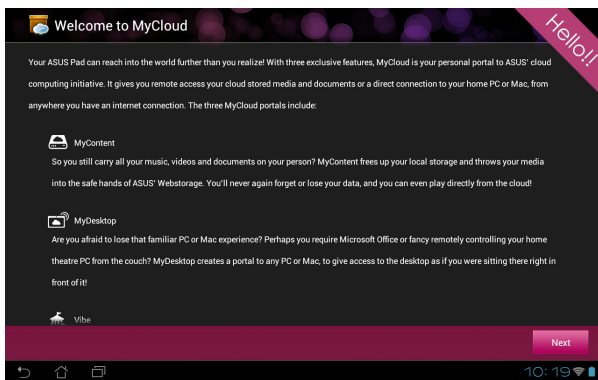 Welcome to MyCloud
Hello!!
Your ASUS Pad can reach into the world further than you realize! With three exclusive features, MyCloud is your personal portal to ASUS' cloud
computing initiative. It gives you remote access your cloud stored media and documents or a direct connection to your home PC or Mac, from
anywhere you have an internet connection. The three MyCloud portals include:
MyContent
So you still carry all your music, videos and documents on your person? MyContent frees up your local storage and throws your media
into the safe hands of ASUS' Webstorage. You'll never again forget or lose your data, and you can even play directly from the cloud!
MyDesktop
Are you afraid to lose that familiar PC or Mac experience? Perhaps you require Microsoft Office or fancy remotely controlling your home
theatre PC from the couch? MyDesktop creates a portal to any PC or Mac, to give access to the desktop as if you were sitting there right in
front of it!
Vibe
Next
10:19